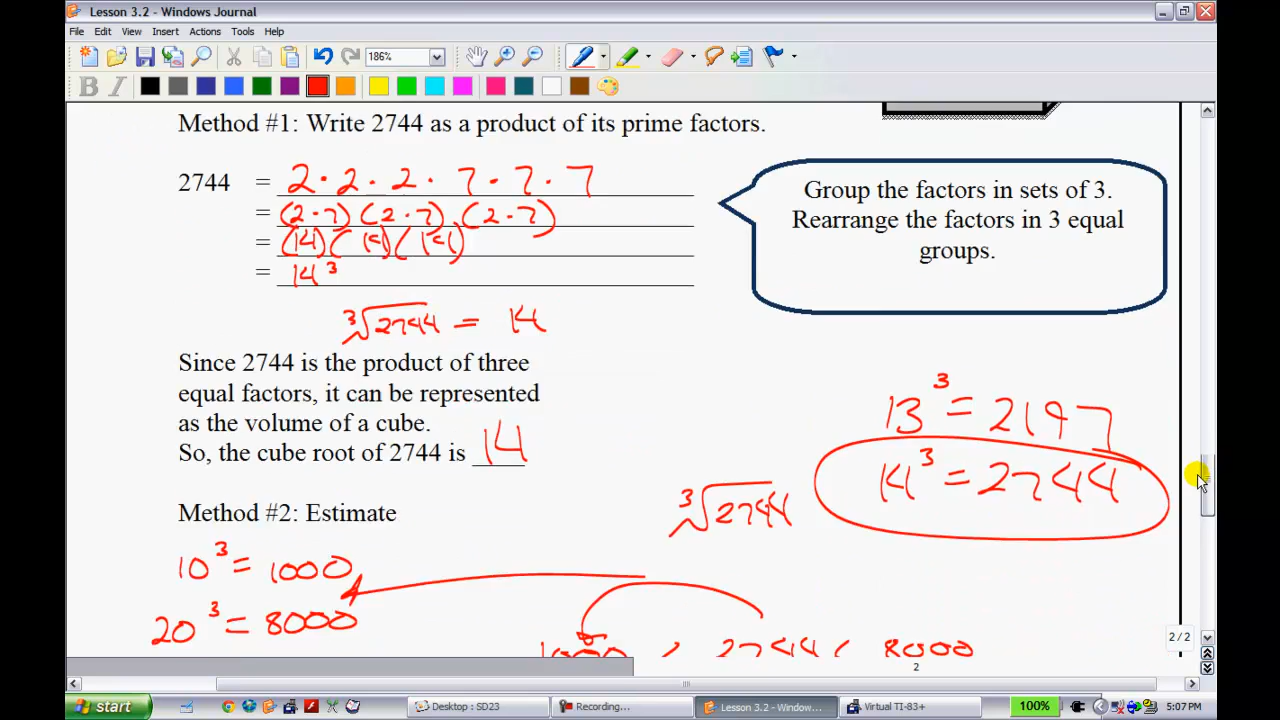 Lesson 3.2 - Windows Journal
File Edit View Insert Actions Tools Help
186%
B I
Method #1: Write 2744 as a product of its prime factors.
2744 = 2 · 2 · 2 · 7 · 7 · 7
= (2 · 7) (2 · 7) (2 · 7)
= (14) (14) (14)
= 14³
∛2744 = 14
Group the factors in sets of 3.
Rearrange the factors in 3 equal
groups.
Since 2744 is the product of three
equal factors, it can be represented
as the volume of a cube.
So, the cube root of 2744 is 14
13³ = 2197
14³ = 2744
∛2744
Method #2: Estimate
10³ = 1000
20³ = 8000
1000 < 2744 < 8000
2/2
2
start
Desktop : SD23
Recording...
Lesson 3.2 - Window...
Virtual TI-83+
100%
5:07 PM